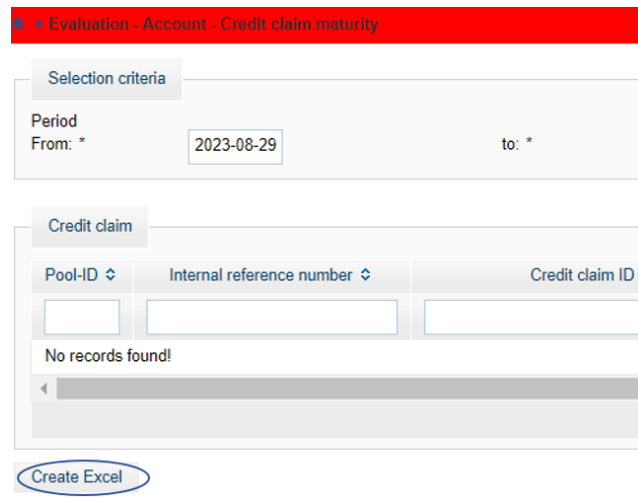 Evaluation - Account - Credit claim maturity
Selection criteria
Period
From: * 2023-08-29 to: *
Credit claim
Pool-ID Internal reference number Credit claim ID
No records found!
Create Excel